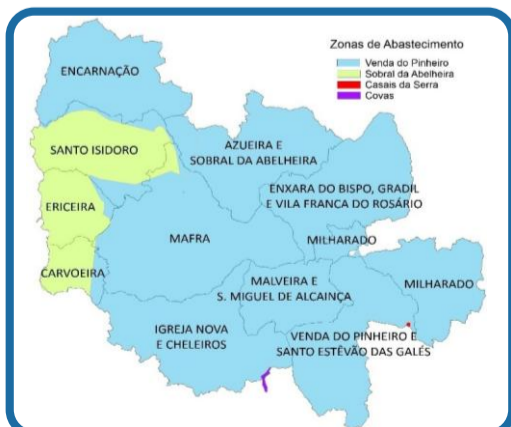 Zonas de Abastecimento
Venda do Pinheiro
Sobral da Abelheira
Casais da Serra
Covas
ENCARNAÇÃO
SANTO ISIDORO
AZUEIRA E
SOBRAL DA ABELHEIRA
ERICEIRA
ENXARA DO BISPO, GRADIL
E VILA FRANCA DO ROSÁRIO
MAFRA
MILHARADO
CARVOEIRA
MALVEIRA E
S. MIGUEL DE ALCAINÇA
MILHARADO
IGREJA NOVA
E CHELEIROS
VENDA DO PINHEIRO E
SANTO ESTÊVÃO DAS GALÉS